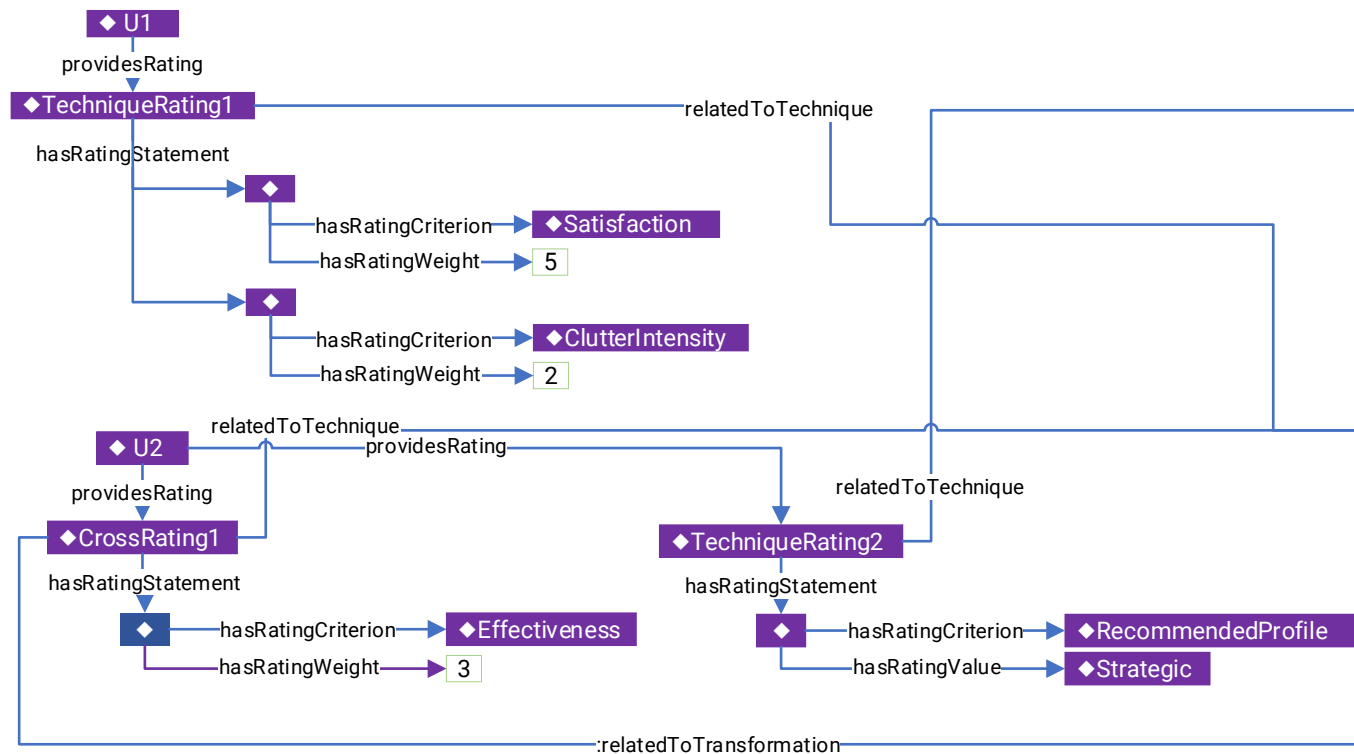 U1
providesRating
TechniqueRating1
relatedToTechnique
hasRatingStatement
hasRatingCriterion
Satisfaction
hasRatingWeight
5
hasRatingCriterion
ClutterIntensity
hasRatingWeight
2
relatedToTechnique
U2
providesRating
providesRating
relatedToTechnique
CrossRating1
TechniqueRating2
hasRatingStatement
hasRatingStatement
hasRatingCriterion
Effectiveness
hasRatingCriterion
RecommendedProfile
hasRatingWeight
3
hasRatingValue
Strategic
:relatedToTransformation